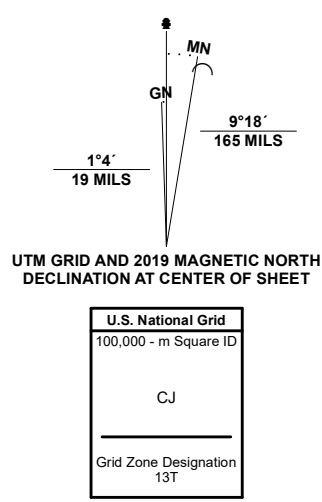 MN
GN
9°18´
165 MILS
1°4´
19 MILS
UTM GRID AND 2019 MAGNETIC NORTH
DECLINATION AT CENTER OF SHEET
U.S. National Grid
100,000 - m Square ID
CJ
Grid Zone Designation
13T